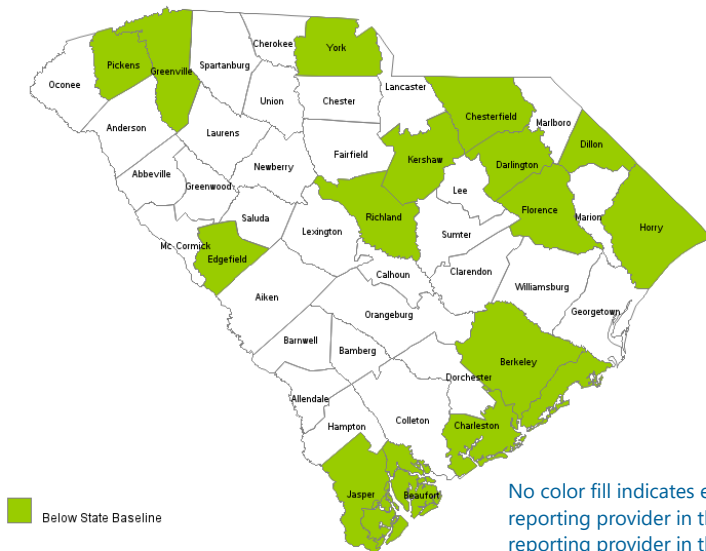 Cherokee
York
Pickens
Greenville
Spartanburg
Oconee
Union
Chester
Lancaster
Chesterfield
Marlboro
Dillon
Anderson
Laurens
Fairfield
Kershaw
Darlington
Abbeville
Newberry
Greenwood
Lee
Florence
Marion
Horry
Saluda
Richland
Mc Cormick
Edgefield
Lexington
Sumter
Calhoun
Clarendon
Aiken
Williamsburg
Orangeburg
Georgetown
Barnwell
Bamberg
Berkeley
Dorchester
Allendale
Colleton
Charleston
Hampton
Jasper
Beaufort
Below State Baseline
No color fill indicates
reporting provider in
reporting provider in